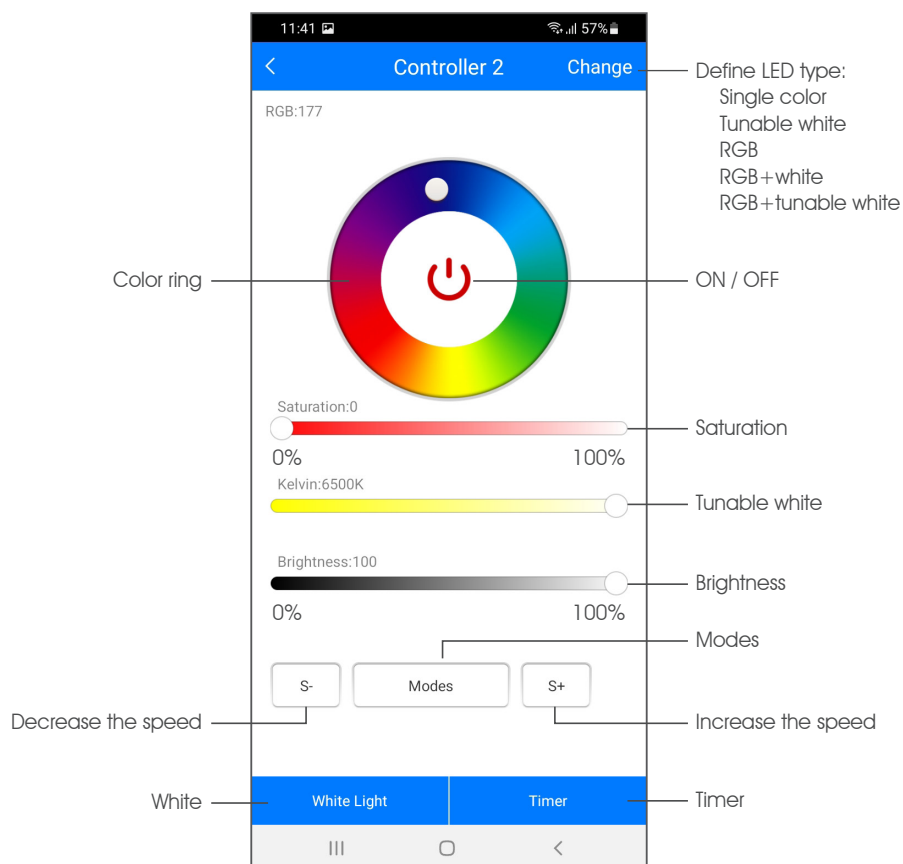 11:41
57%
Controller 2
Change
Define LED type:
Single color
Tunable white
RGB
RGB+white
RGB+tunable white
RGB:177
Color ring
ON / OFF
Saturation:0
Saturation
0%
100%
Kelvin:6500K
Tunable white
Brightness:100
Brightness
0%
100%
Modes
S-
Modes
S+
Decrease the speed
Increase the speed
White
White Light
Timer
Timer